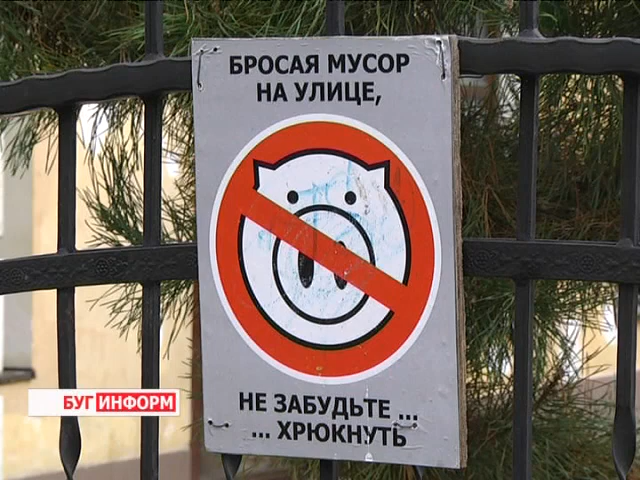 БРОСАЯ МУСОР
НА УЛИЦЕ,
НЕ ЗАБУДЬТЕ ...
... ХРЮКНУТЬ
БУГИНФОРМ